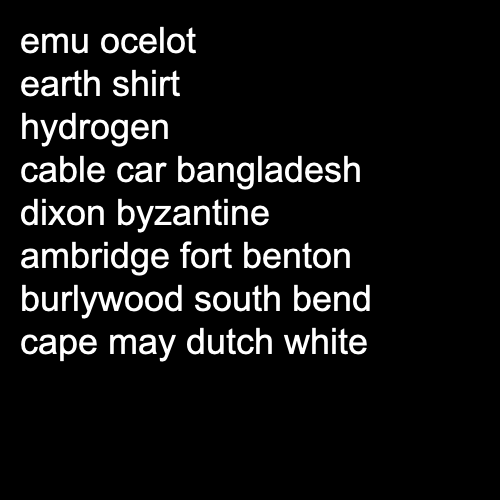 emu ocelot
earth shirt
hydrogen
cable car bangladesh
dixon byzantine
ambridge fort benton
burlywood south bend
cape may dutch white